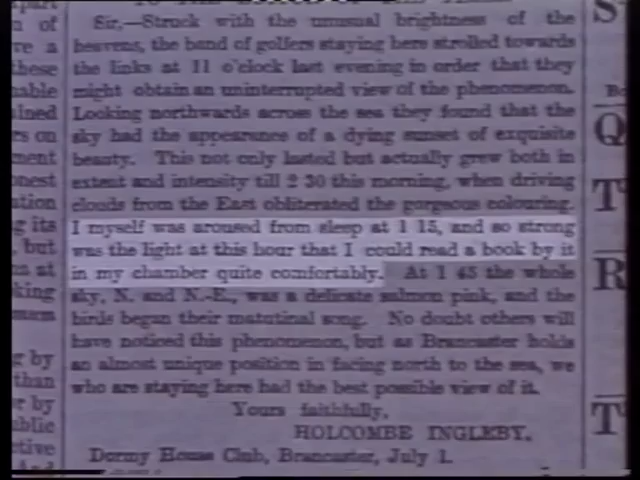 Sir,—Struck with the unusual brightness of the
heavens, the band of golfers staying here strolled towards
the links at 11 o'clock last evening in order that they
might obtain an uninterrupted view of the phenomenon.
Looking northwards across the sea they found that the
sky had the appearance of a dying sunset of exquisite
beauty. This not only lasted but actually grew both in
extent and intensity till 2 30 this morning, when driving
clouds from the East obliterated the gorgeous colouring.
I myself was aroused from sleep at 1 15, and so strong
was the light at this hour that I could read a book by it
in my chamber quite comfortably. At 1 45 the whole
sky, N. and N.-E., was a delicate salmon pink, and the
birds began their matutinal song. No doubt others will
have noticed this phenomenon, but as Brancaster holds
an almost unique position in facing north to the sea, we
who are staying here had the best possible view of it.
Yours faithfully,
HOLCOMBE INGLEBY.
Dormy House Club, Brancaster, July 1.